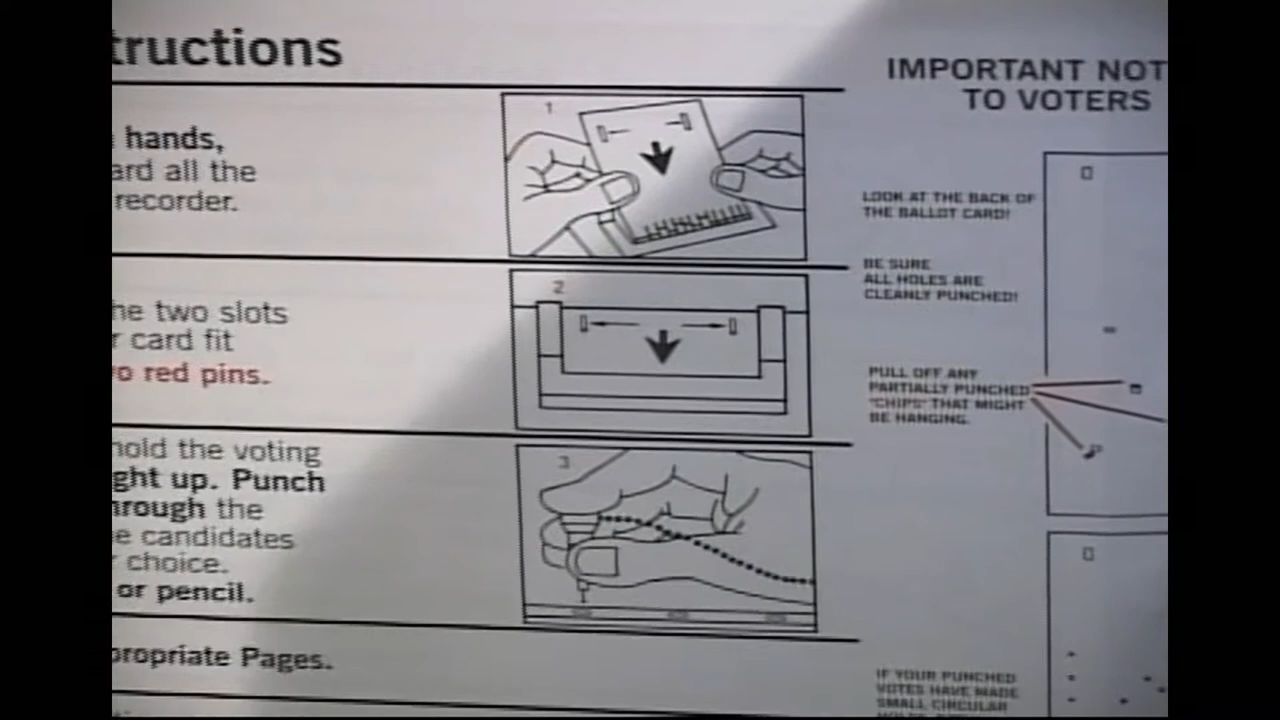 tructions
hands,
ard all the
recorder.
1
he two slots
card fit
o red pins.
2
hold the voting
ght up. Punch
hrough the
e candidates
choice.
or pencil.
3
propriate Pages.
IMPORTANT NOT
TO VOTERS
LOOK AT THE BACK OF
THE BALLOT CARD!
BE SURE
ALL HOLES ARE
CLEANLY PUNCHED!
PULL OFF ANY
PARTIALLY PUNCHED
"CHIPS" THAT MIGHT
BE HANGING.
IF YOUR PUNCHED
VOTES HAVE MADE
SMALL CIRCULAR